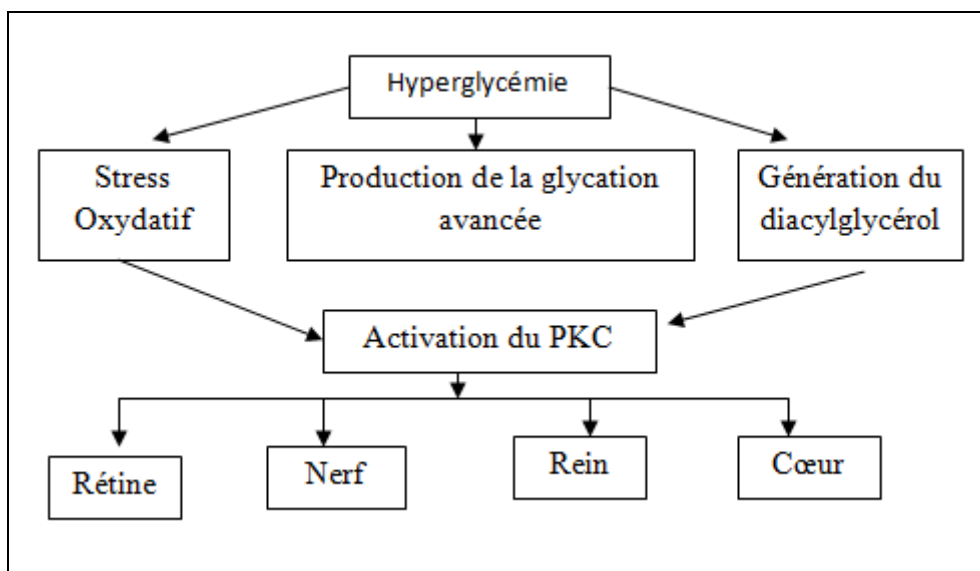 Hyperglycémie
Stress
Oxydatif
Production de la glycation
avancée
Génération du
diacylglycérol
Activation du PKC
Rétine
Nerf
Rein
Cœur